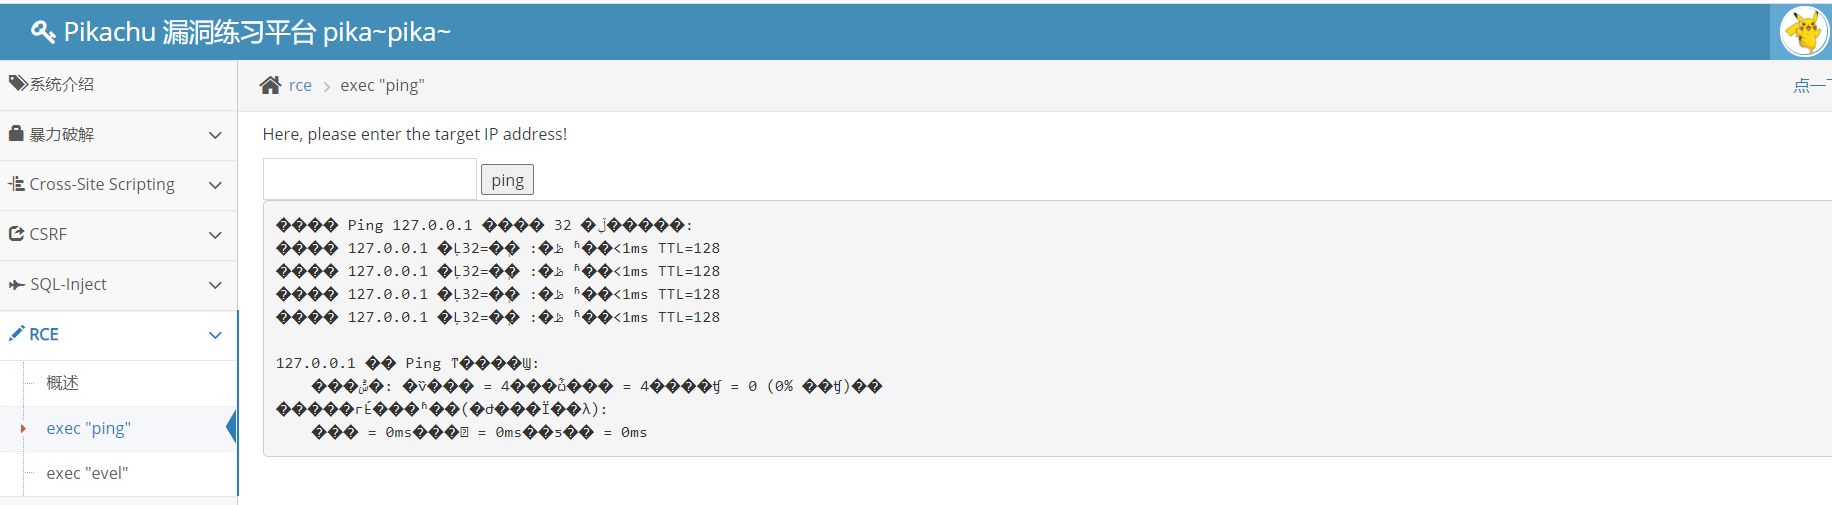 Pikachu 漏洞练习平台 pika~pika~
系统介绍
暴力破解
Cross-Site Scripting
CSRF
SQL-Inject
RCE
概述
exec "ping"
exec "evel"
rce
exec "ping"
点一
Here, please enter the target IP address!
ping
���� Ping 127.0.0.1 ���� 32 �����:
���� 127.0.0.1 32= <1ms TTL=128
���� 127.0.0.1 32= <1ms TTL=128
���� 127.0.0.1 32= <1ms TTL=128
���� 127.0.0.1 32= <1ms TTL=128
127.0.0.1 �� Ping
= 4 = 4 = 0 (0%
= 0ms = 0ms = 0ms